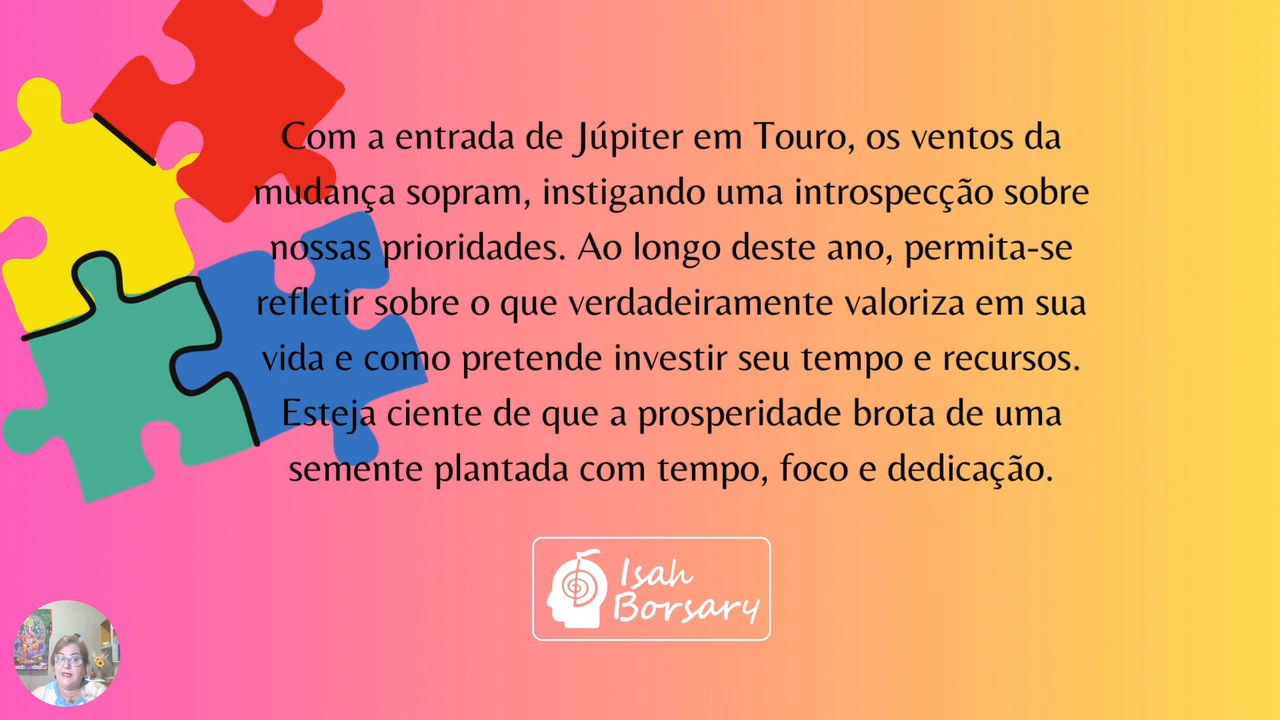 Com a entrada de Júpiter em Touro, os ventos da
mudança sopram, instigando uma introspecção sobre
nossas prioridades. Ao longo deste ano, permita-se
refletir sobre o que verdadeiramente valoriza em sua
vida e como pretende investir seu tempo e recursos.
Esteja ciente de que a prosperidade brota de uma
semente plantada com tempo, foco e dedicação.
Isah
Borsary